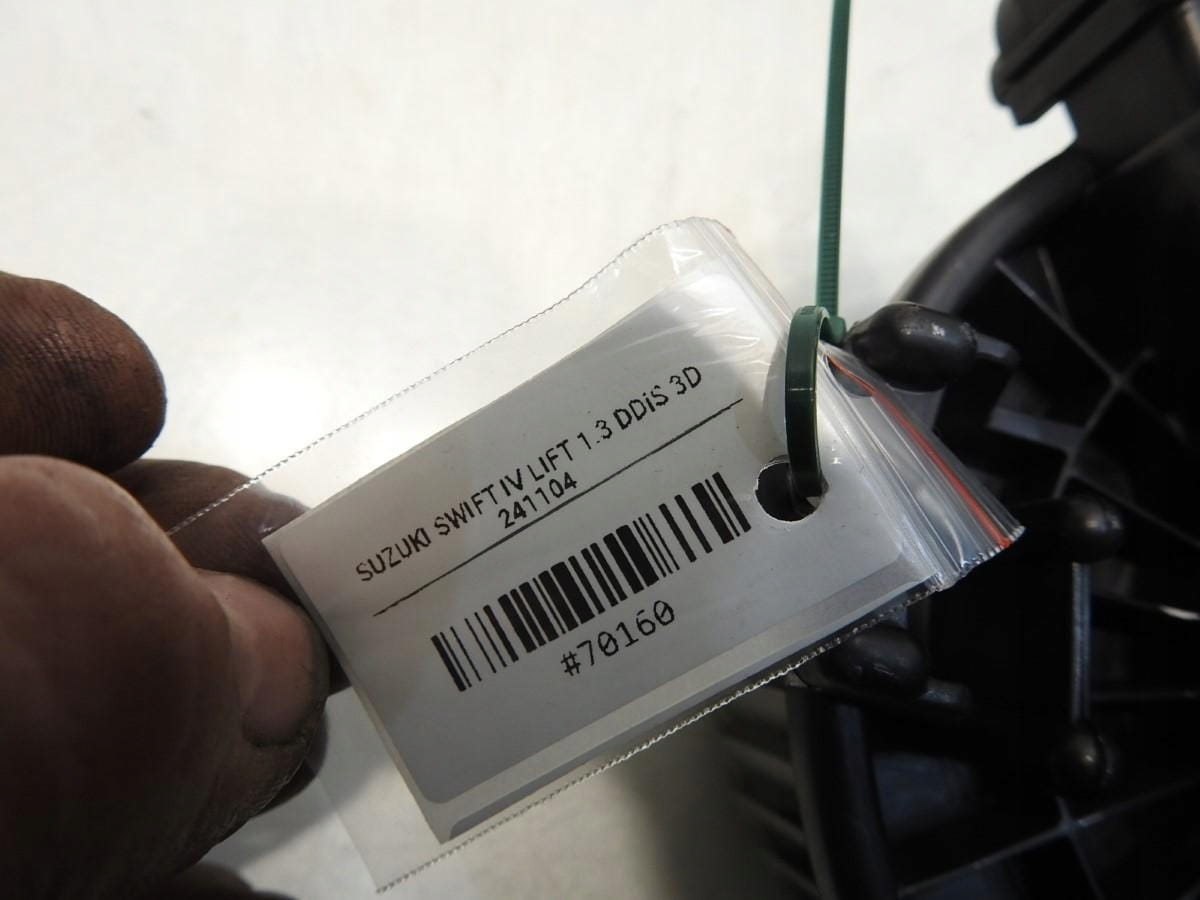 SUZUKI SWIFT IV LIFT 1.3 DDiS 3D
241104
#70160